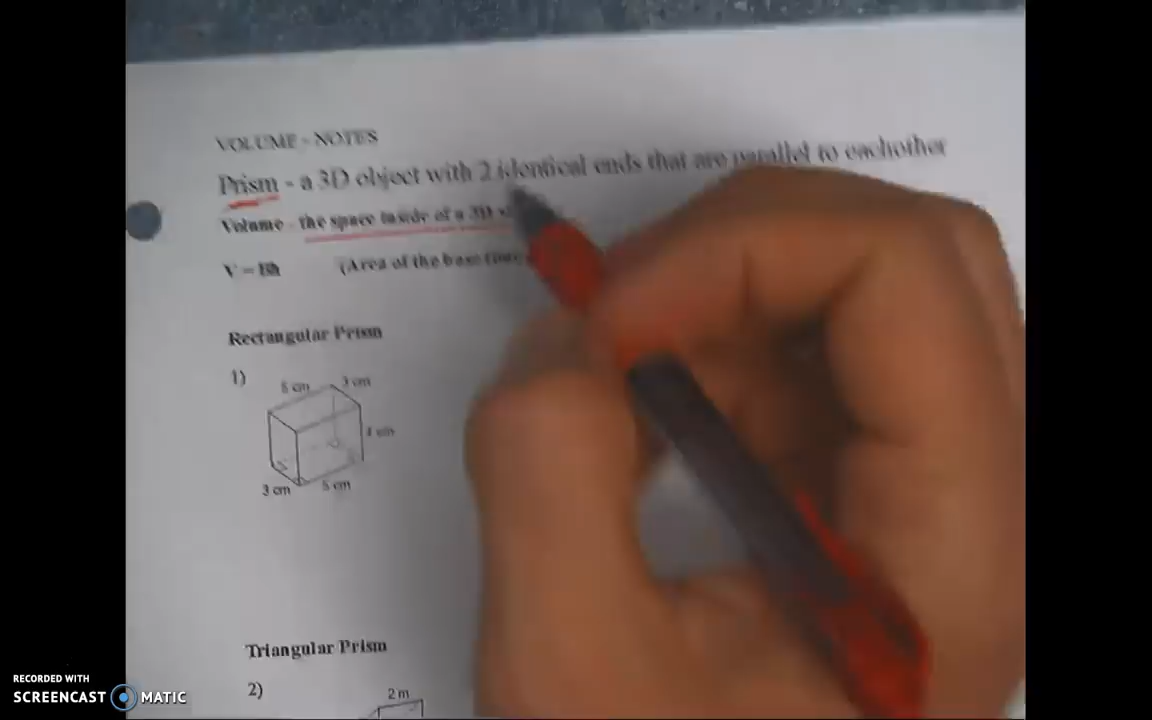 VOLUME - NOTES
Prism - a 3D object with 2 identical ends that are parallel to eachother
Volume - the space inside of a 3D
V = Bh (Area of the base times
Rectangular Prism
1)
5 cm 3 cm
4 cm
3 cm 5 cm
Triangular Prism
2)
2 m
RECORDED WITH
SCREENCAST MATIC